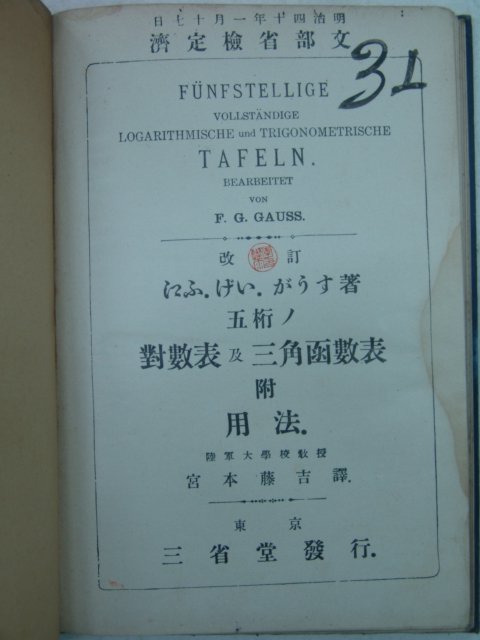 日七十月一年十四治明
濟定檢省部文
31
FÜNFSTELLIGE
VOLLSTÄNDIGE
LOGARITHMISCHE und TRIGONOMETRISCHE
TAFELN.
BEARBEITET
VON
F. G. GAUSS.
改 訂
にふ.げい.がうす著
五桁ノ
對數表及三角函數表
附
用法.
陸軍大學校敎授
宮本藤吉譯.
東京
三省堂發行.